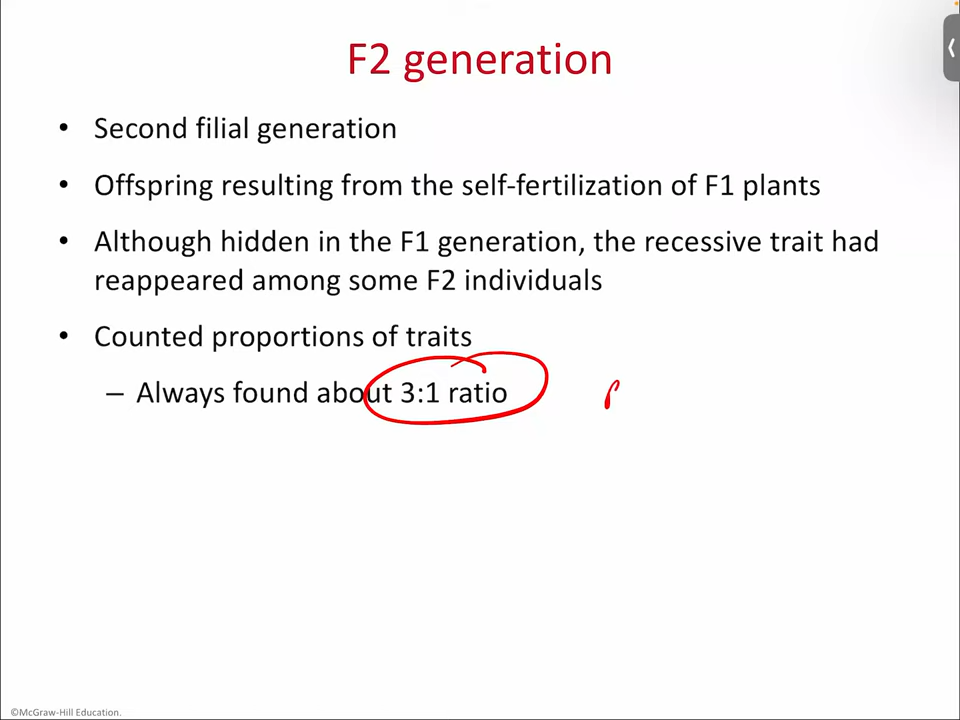 F2 generation
• Second filial generation
• Offspring resulting from the self-fertilization of F1 plants
• Although hidden in the F1 generation, the recessive trait had
reappeared among some F2 individuals
• Counted proportions of traits
– Always found about 3:1 ratio
©McGraw-Hill Education.